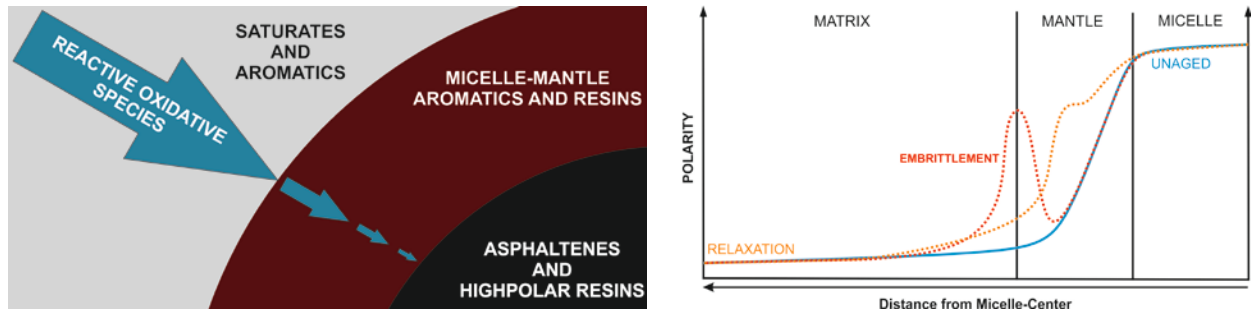 REACTIVE OXIDATIVE
SPECIES
SATURATES
AND
AROMATICS
MICELLE-MANTLE
AROMATICS AND RESINS
ASPHALTENES
AND
HIGHPOLAR RESINS
POLARITY
MATRIX
MANTLE
MICELLE
UNAGED
EMBRITTLEMENT
RELAXATION
Distance from Micelle-Center